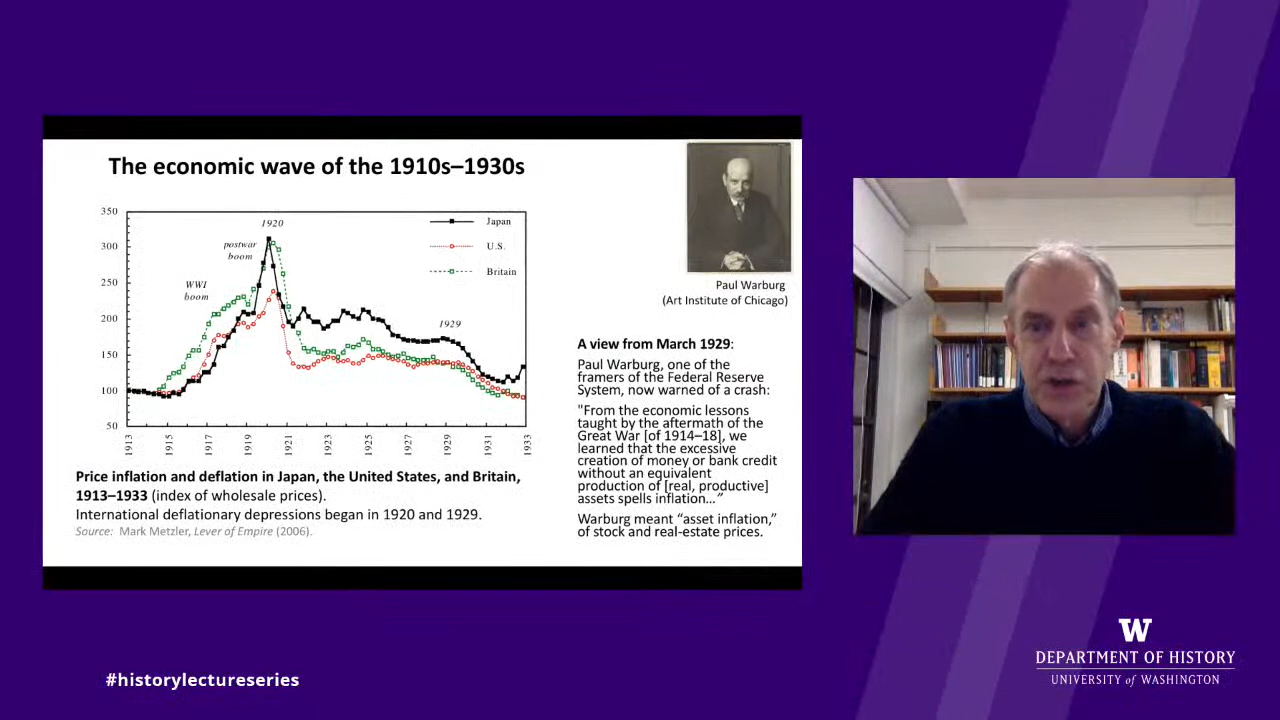 The economic wave of the 1910s–1930s
350
300
250
200
150
100
50
1920
postwar
boom
WWI
boom
1929
Japan
U.S.
Britain
1913
1915
1917
1919
1921
1923
1925
1927
1929
1931
1933
Price inflation and deflation in Japan, the United States, and Britain,
1913–1933 (index of wholesale prices).
International deflationary depressions began in 1920 and 1929.
Source: Mark Metzler, Lever of Empire (2006).
Paul Warburg
(Art Institute of Chicago)
A view from March 1929:
Paul Warburg, one of the
framers of the Federal Reserve
System, now warned of a crash:
"From the economic lessons
taught by the aftermath of the
Great War [of 1914–18], we
learned that the excessive
creation of money or bank credit
without an equivalent
production of [real, productive]
assets spells inflation…"
Warburg meant “asset inflation,”
of stock and real-estate prices.
#historylectureseries
W
DEPARTMENT OF HISTORY
UNIVERSITY of WASHINGTON